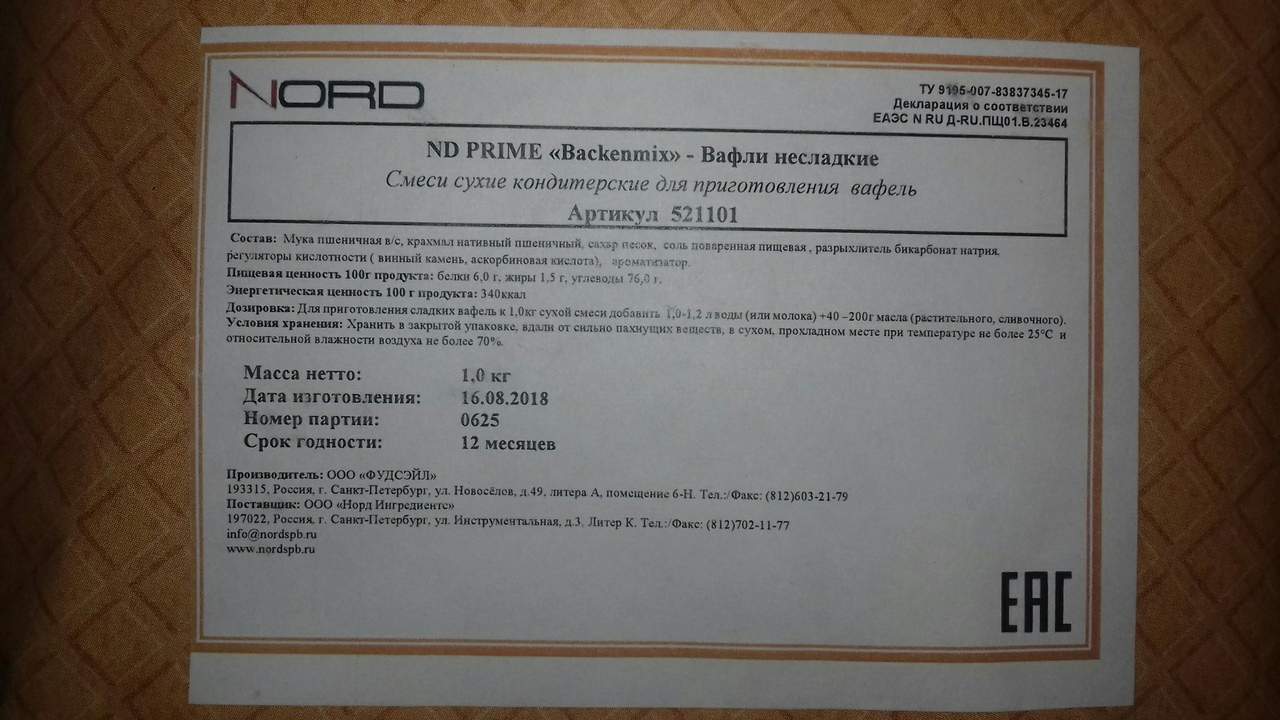 NORD
ТУ 9195-007-83837345-17
Декларация о соответствии
ЕАЭС N RU Д-RU.ПЩ01.В.23464
ND PRIME «Backenmix» - Вафли несладкие
Смеси сухие кондитерские для приготовления вафель
Артикул 521101
Состав: Мука пшеничная в/с, крахмал нативный пшеничный, сахар песок, соль поваренная пищевая , разрыхлитель бикарбонат натрия,
регуляторы кислотности ( винный камень, аскорбиновая кислота), ароматизатор.
Пищевая ценность 100г продукта: белки 6,0 г, жиры 1,5 г, углеводы 76,0 г.
Энергетическая ценность 100 г продукта: 340ккал
Дозировка: Для приготовления сладких вафель к 1,0кг сухой смеси добавить 1,0-1,2 л воды (или молока) +40 –200г масла (растительного, сливочного).
Условия хранения: Хранить в закрытой упаковке, вдали от сильно пахнущих веществ, в сухом, прохладном месте при температуре не более 25°С и
относительной влажности воздуха не более 70%.
Масса нетто: 1,0 кг
Дата изготовления: 16.08.2018
Номер партии: 0625
Срок годности: 12 месяцев
Производитель: ООО «ФУДСЭЙЛ»
193315, Россия, г. Санкт-Петербург, ул. Новосёлов, д.49, литера А, помещение 6-Н. Тел.:/Факс: (812)603-21-79
Поставщик: ООО «Норд Ингредиентс»
197022, Россия, г. Санкт-Петербург, ул. Инструментальная, д.3, Литер К. Тел.:/Факс: (812)702-11-77
info@nordspb.ru
www.nordspb.ru
EAC